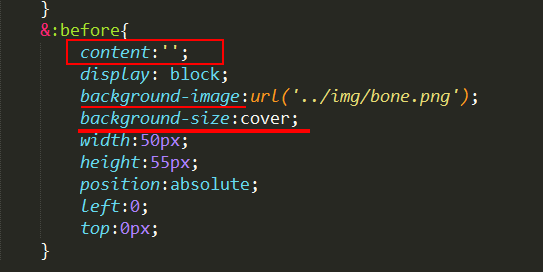 }
&:before{
content:'';
display: block;
background-image:url('../img/bone.png');
background-size:cover;
width:50px;
height:55px;
position:absolute;
left:0;
top:0px;
}